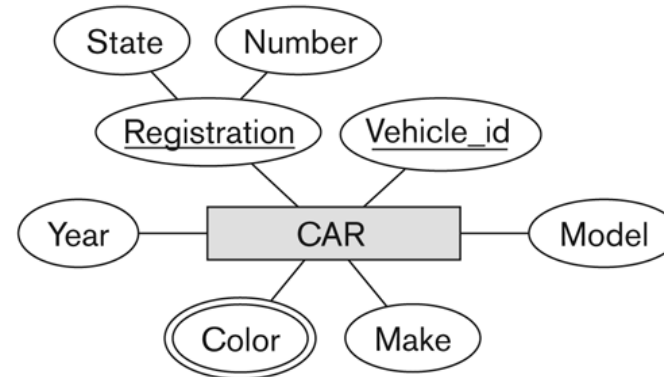 State
Number
Registration
Vehicle_id
Year
CAR
Model
Color
Make